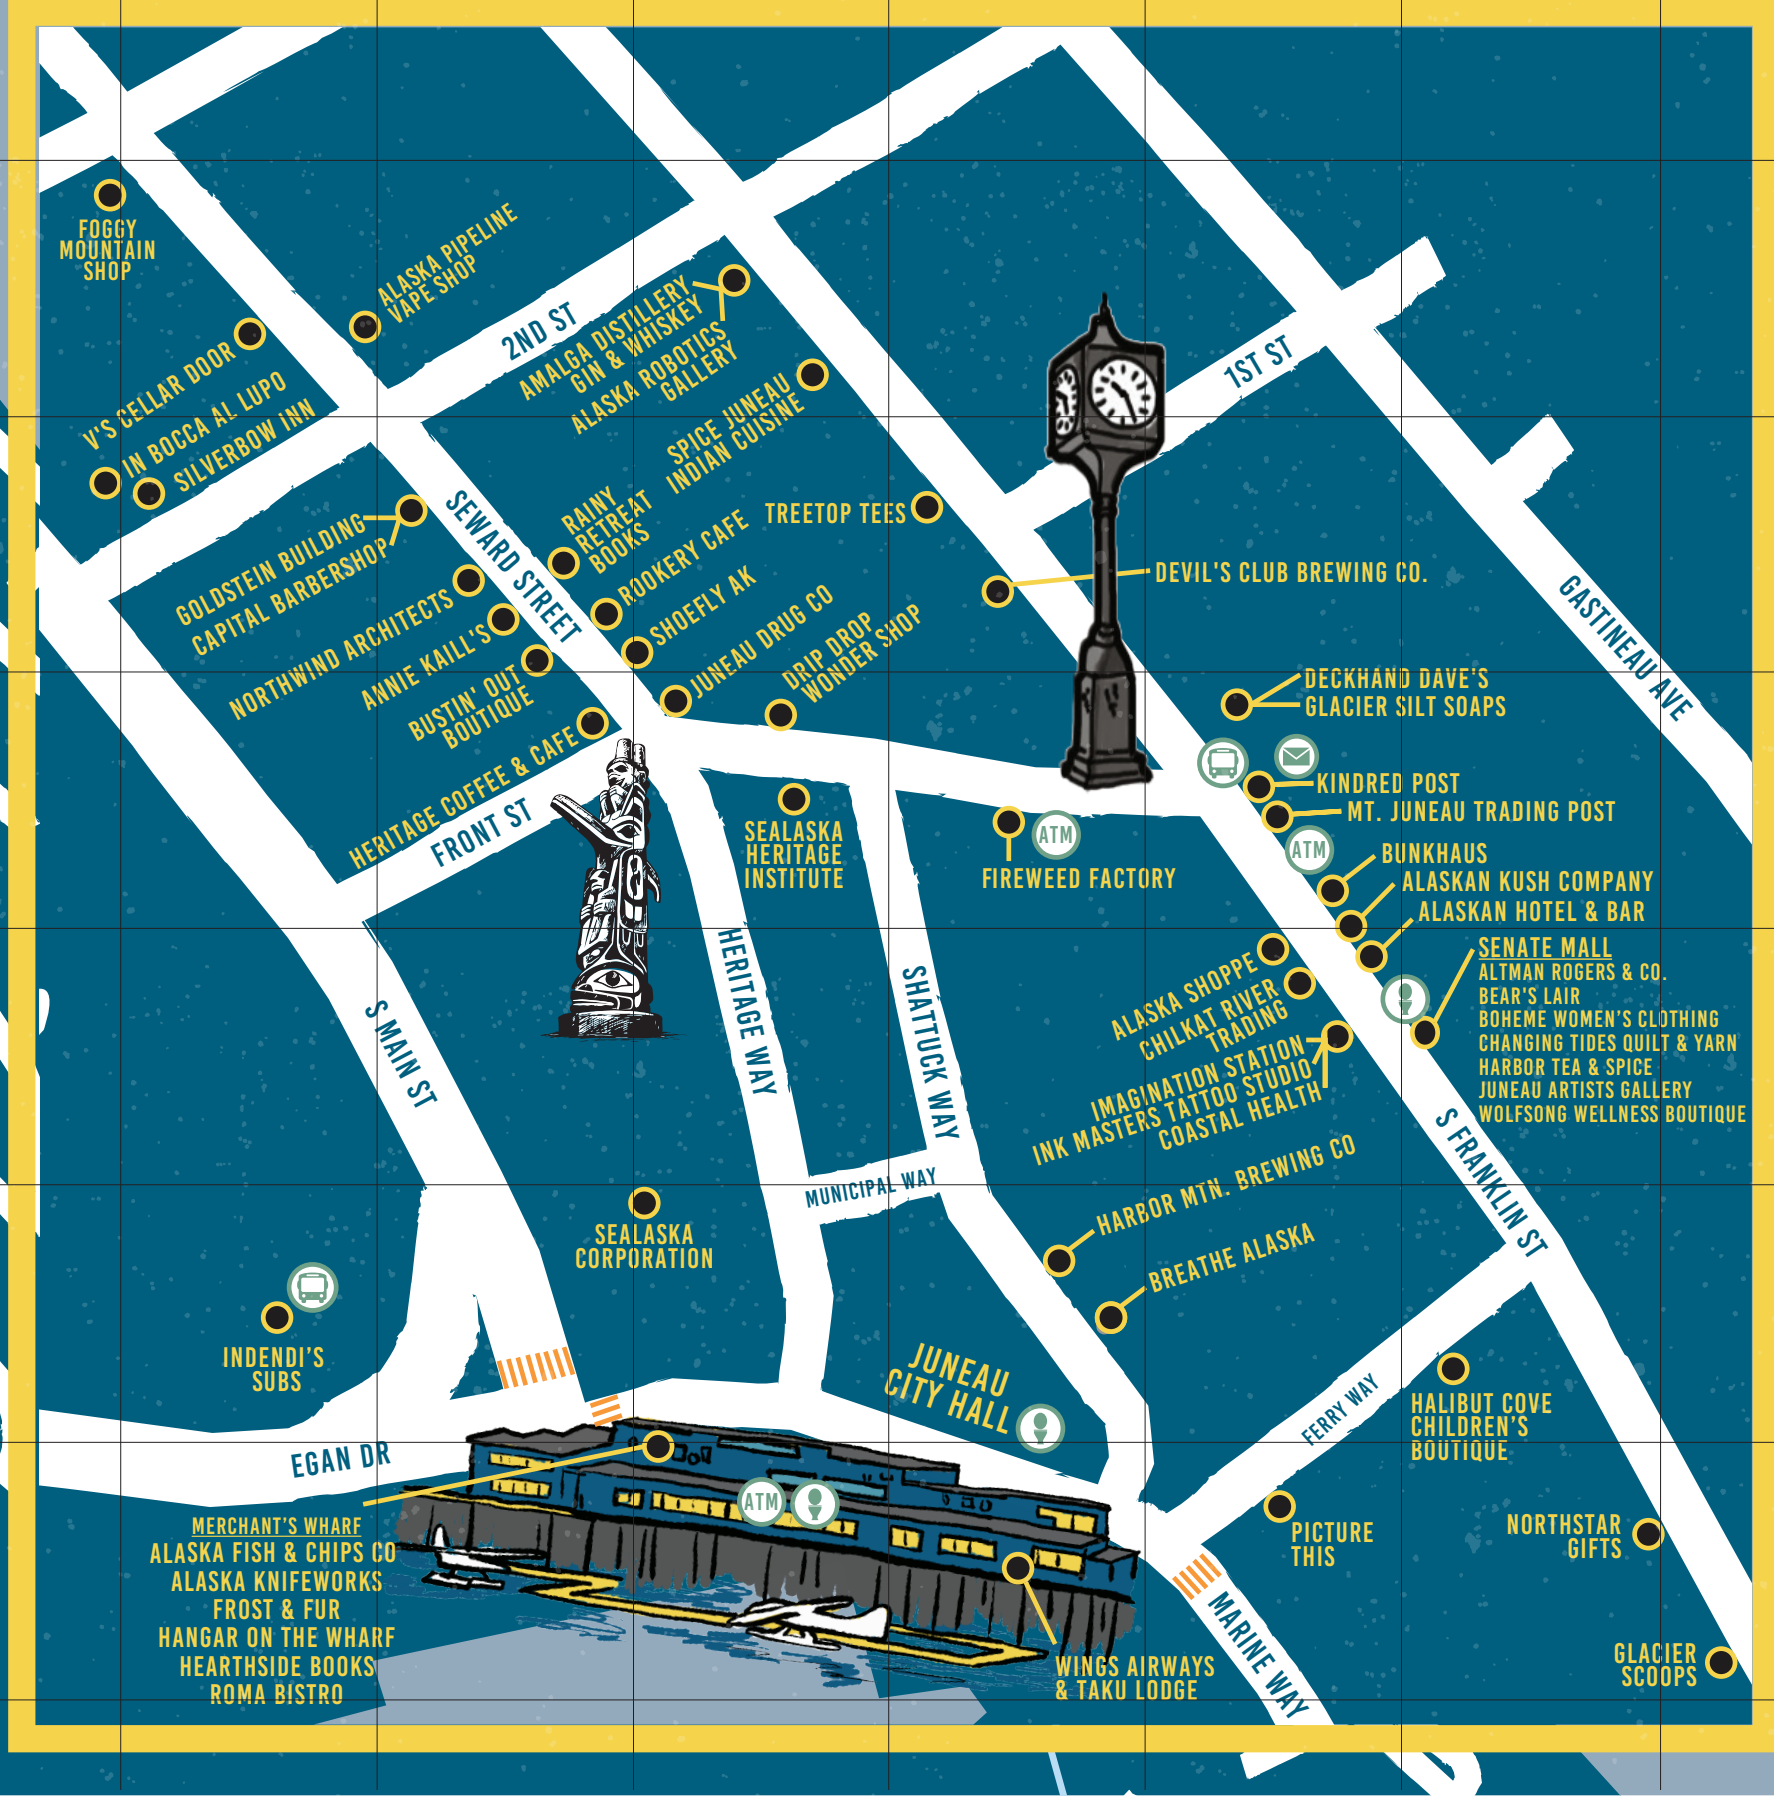 FOGGY
MOUNTAIN
SHOP
ALASKA PIPELINE
VAPE SHOP
2ND ST
V'S CELLAR DOOR
IN BOCCA AL LUPO
SILVERBOW INN
AMALGA DISTILLERY
GIN & WHISKEY
ALASKA ROBOTICS
GALLERY
SPICE JUNEAU
INDIAN CUISINE
1ST ST
GOLDSTEIN BUILDING
CAPITAL BARBERSHOP
NORTHWIND ARCHITECTS
ANNIE KAILL'S
BUSTIN' OUT
BOUTIQUE
HERITAGE COFFEE & CAFE
SEWARD STREET
RAINY
RETREAT
BOOKS
ROOKERY CAFE
SHOEFLY AK
JUNEAU DRUG CO
DRIP DROP
WONDER SHOP
TREETOP TEES
DEVIL'S CLUB BREWING CO.
GASTINEAU AVE
DECKHAND DAVE'S
GLACIER SILT SOAPS
KINDRED POST
MT. JUNEAU TRADING POST
ATM
BUNKHAUS
ALASKAN KUSH COMPANY
ALASKAN HOTEL & BAR
SENATE MALL
ALTMAN ROGERS & CO.
BEAR'S LAIR
BOHEME WOMEN'S CLOTHING
CHANGING TIDES QUILT & YARN
HARBOR TEA & SPICE
JUNEAU ARTISTS GALLERY
WOLFSONG WELLNESS BOUTIQUE
FRONT ST
SEALASKA
HERITAGE
INSTITUTE
ATM
FIREWEED FACTORY
S MAIN ST
HERITAGE WAY
SHATTUCK WAY
ALASKA SHOPPE
CHILKAT RIVER
TRADING
IMAGINATION STATION
INK MASTERS TATTOO STUDIO
COASTAL HEALTH
S FRANKLIN ST
MUNICIPAL WAY
HARBOR MTN. BREWING CO
BREATHE ALASKA
SEALASKA
CORPORATION
INDENDI'S
SUBS
JUNEAU
CITY HALL
FERRY WAY
HALIBUT COVE
CHILDREN'S
BOUTIQUE
EGAN DR
ATM
MERCHANT'S WHARF
ALASKA FISH & CHIPS CO
ALASKA KNIFEWORKS
FROST & FUR
HANGAR ON THE WHARF
HEARTHSIDE BOOKS
ROMA BISTRO
PICTURE
THIS
NORTHSTAR
GIFTS
WINGS AIRWAYS
& TAKU LODGE
MARINE WAY
GLACIER
SCOOPS